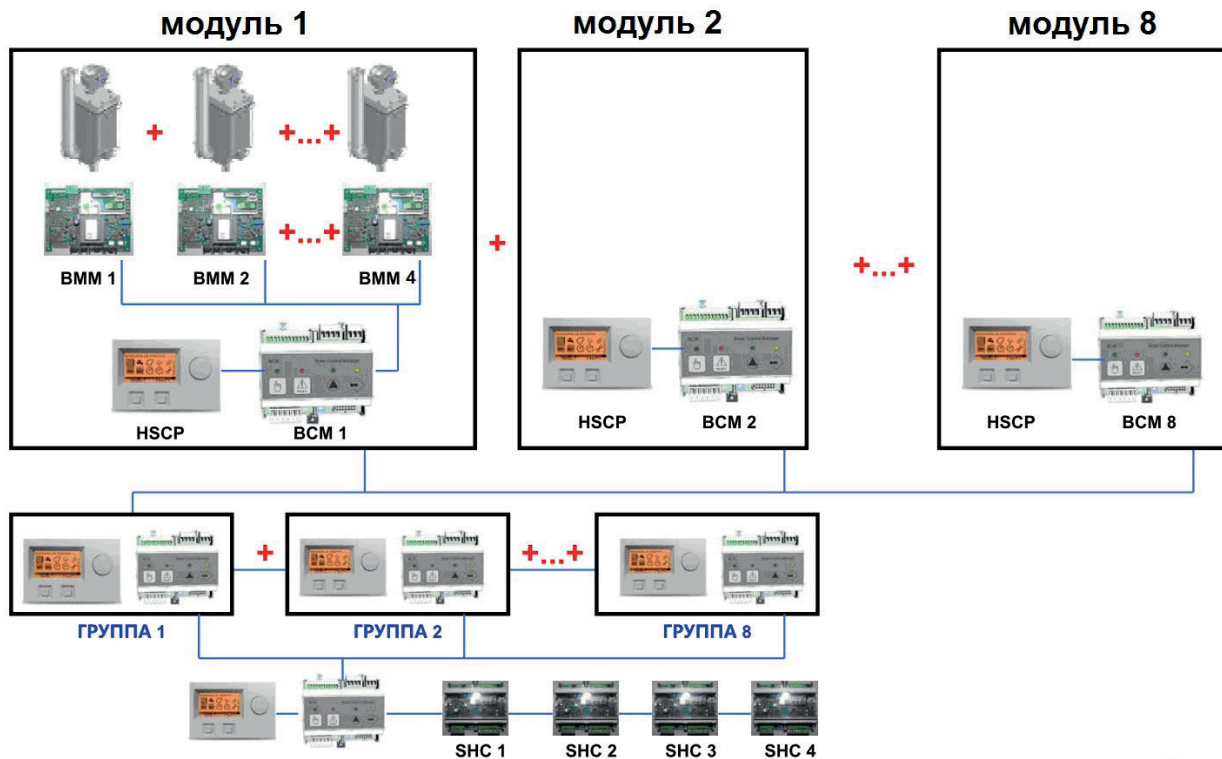 модуль 1
модуль 2
модуль 8
+
+...+
+...+
BMM 1
BMM 2
BMM 4
+
+...+
HSCP
BCM 1
HSCP
BCM 2
HSCP
BCM 8
+
+...+
ГРУППА 1
ГРУППА 2
ГРУППА 8
SHC 1
SHC 2
SHC 3
SHC 4